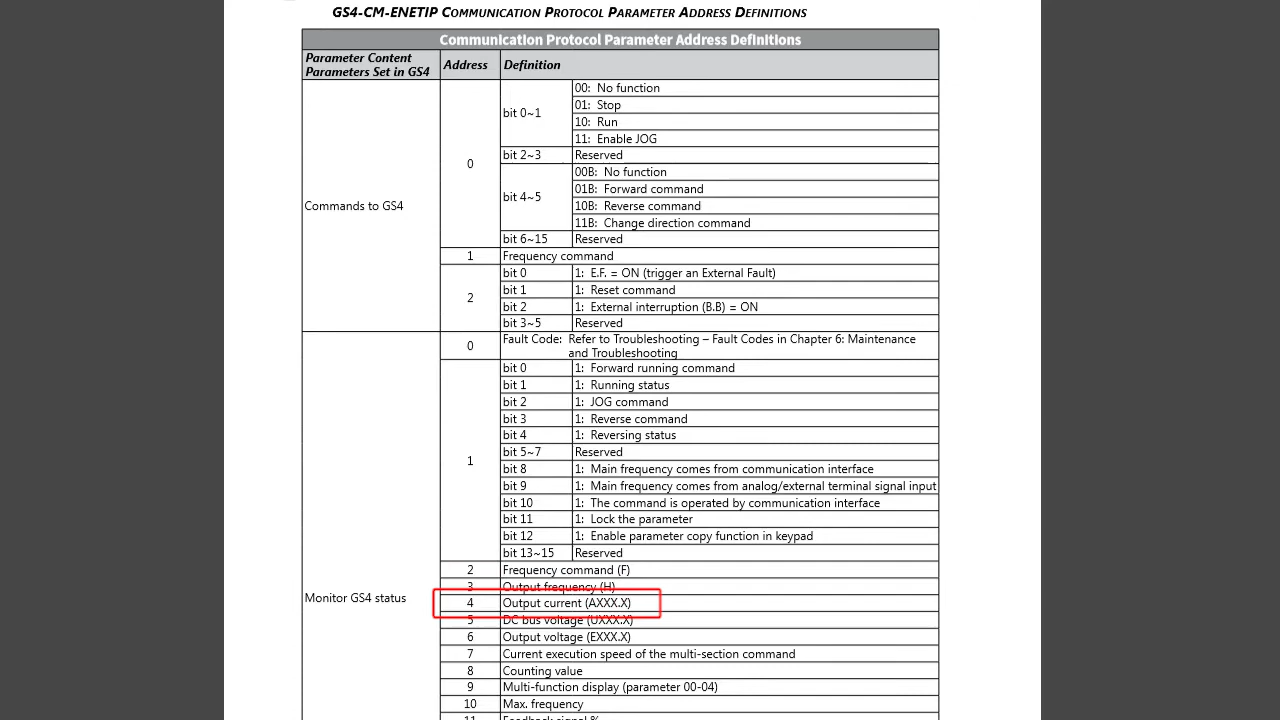 GS4-CM-ENETIP COMMUNICATION PROTOCOL PARAMETER ADDRESS DEFINITIONS
Communication Protocol Parameter Address Definitions
Parameter Content
Parameters Set in GS4
Address
Definition
Commands to GS4
0
bit 0~1
00: No function
01: Stop
10: Run
11: Enable JOG
bit 2~3 Reserved
bit 4~5
00B: No function
01B: Forward command
10B: Reverse command
11B: Change direction command
bit 6~15 Reserved
1 Frequency command
2
bit 0 1: E.F. = ON (trigger an External Fault)
bit 1 1: Reset command
bit 2 1: External interruption (B.B) = ON
bit 3~5 Reserved
Monitor GS4 status
0
Fault Code: Refer to Troubleshooting – Fault Codes in Chapter 6: Maintenance
and Troubleshooting
1
bit 0 1: Forward running command
bit 1 1: Running status
bit 2 1: JOG command
bit 3 1: Reverse command
bit 4 1: Reversing status
bit 5~7 Reserved
bit 8 1: Main frequency comes from communication interface
bit 9 1: Main frequency comes from analog/external terminal signal input
bit 10 1: The command is operated by communication interface
bit 11 1: Lock the parameter
bit 12 1: Enable parameter copy function in keypad
bit 13~15 Reserved
2 Frequency command (F)
3 Output frequency (H)
4 Output current (AXXX.X)
5 DC bus voltage (UXXX.X)
6 Output voltage (EXXX.X)
7 Current execution speed of the multi-section command
8 Counting value
9 Multi-function display (parameter 00-04)
10 Max. frequency
11 Feedback signal %